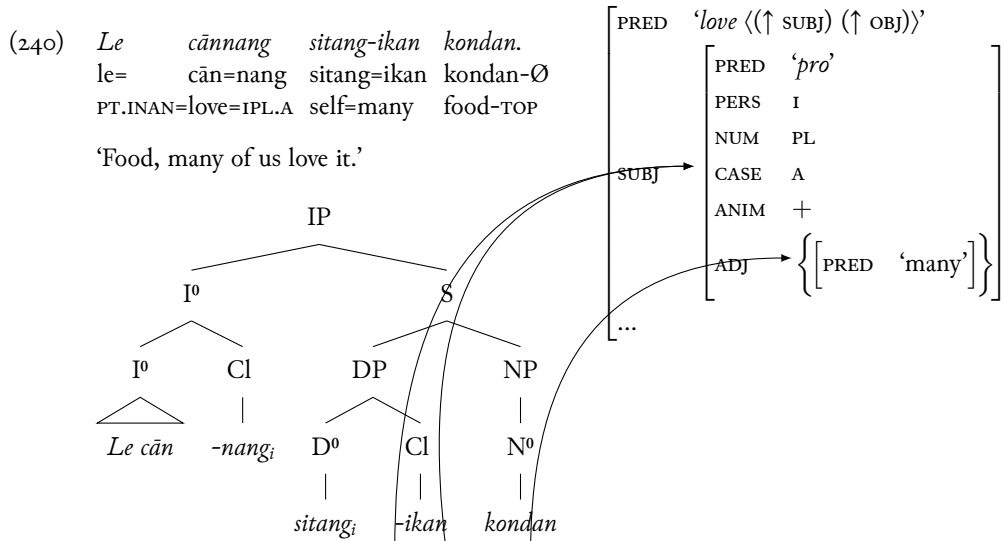 (240) Le cānnang sitang-ikan kondan.
le= cān=nang sitang=ikan kondan-Ø
PT.INAN=love=1PL.A self=many food-TOP
‘Food, many of us love it.’
IP
I⁰ S
I⁰ Cl DP NP
Le cān -nangᵢ D⁰ Cl N⁰
sitangᵢ -ikan kondan
PRED ‘love ⟨(↑ SUBJ) (↑ OBJ)⟩’
PRED ‘pro’
PERS 1
NUM PL
SUBJ CASE A
ANIM +
ADJ {[PRED ‘many’]}
...